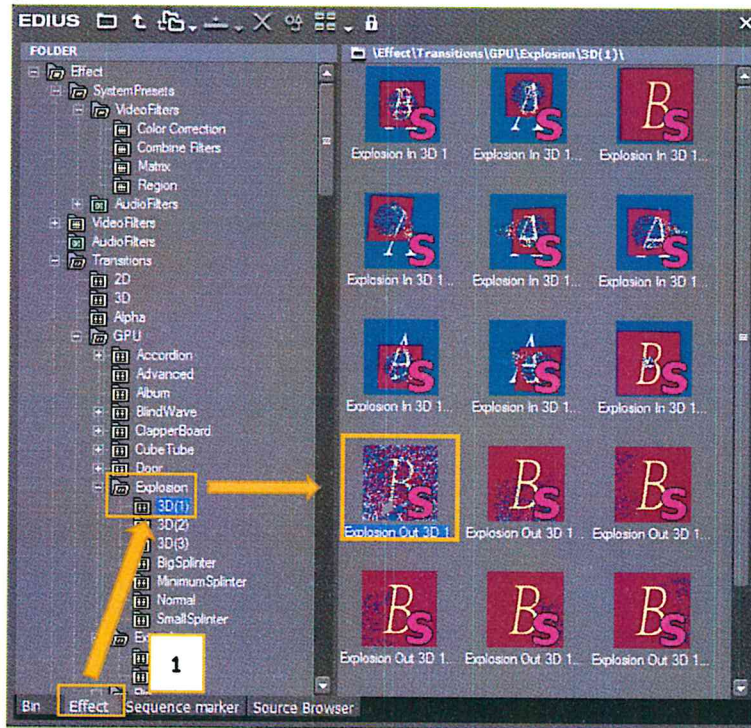 EDIUS
FOLDER
\Effect\Transitions\GPU\Explosion\3D(1)\
Effect
SystemPresets
VideoFilters
Color Correction
Combine Filters
Matrix
Region
AudioFilters
VideoFilters
AudioFilters
Transitions
2D
3D
Alpha
GPU
Accordion
Advanced
Album
BlindWave
ClapperBoard
CubeTube
Door
Explosion
3D(1)
3D(2)
3D(3)
BigSplinter
MinimumSplinter
Normal
SmallSplinter
1
Explosion In 3D 1
Explosion In 3D 1...
Explosion In 3D 1...
Explosion In 3D 1...
Explosion In 3D 1...
Explosion In 3D 1...
Explosion In 3D 1...
Explosion In 3D 1...
Explosion In 3D 1...
Explosion Out 3D 1
Explosion Out 3D 1...
Explosion Out 3D 1...
Explosion Out 3D 1...
Explosion Out 3D 1...
Explosion Out 3D 1...
Bin Effect Sequence marker Source Browser